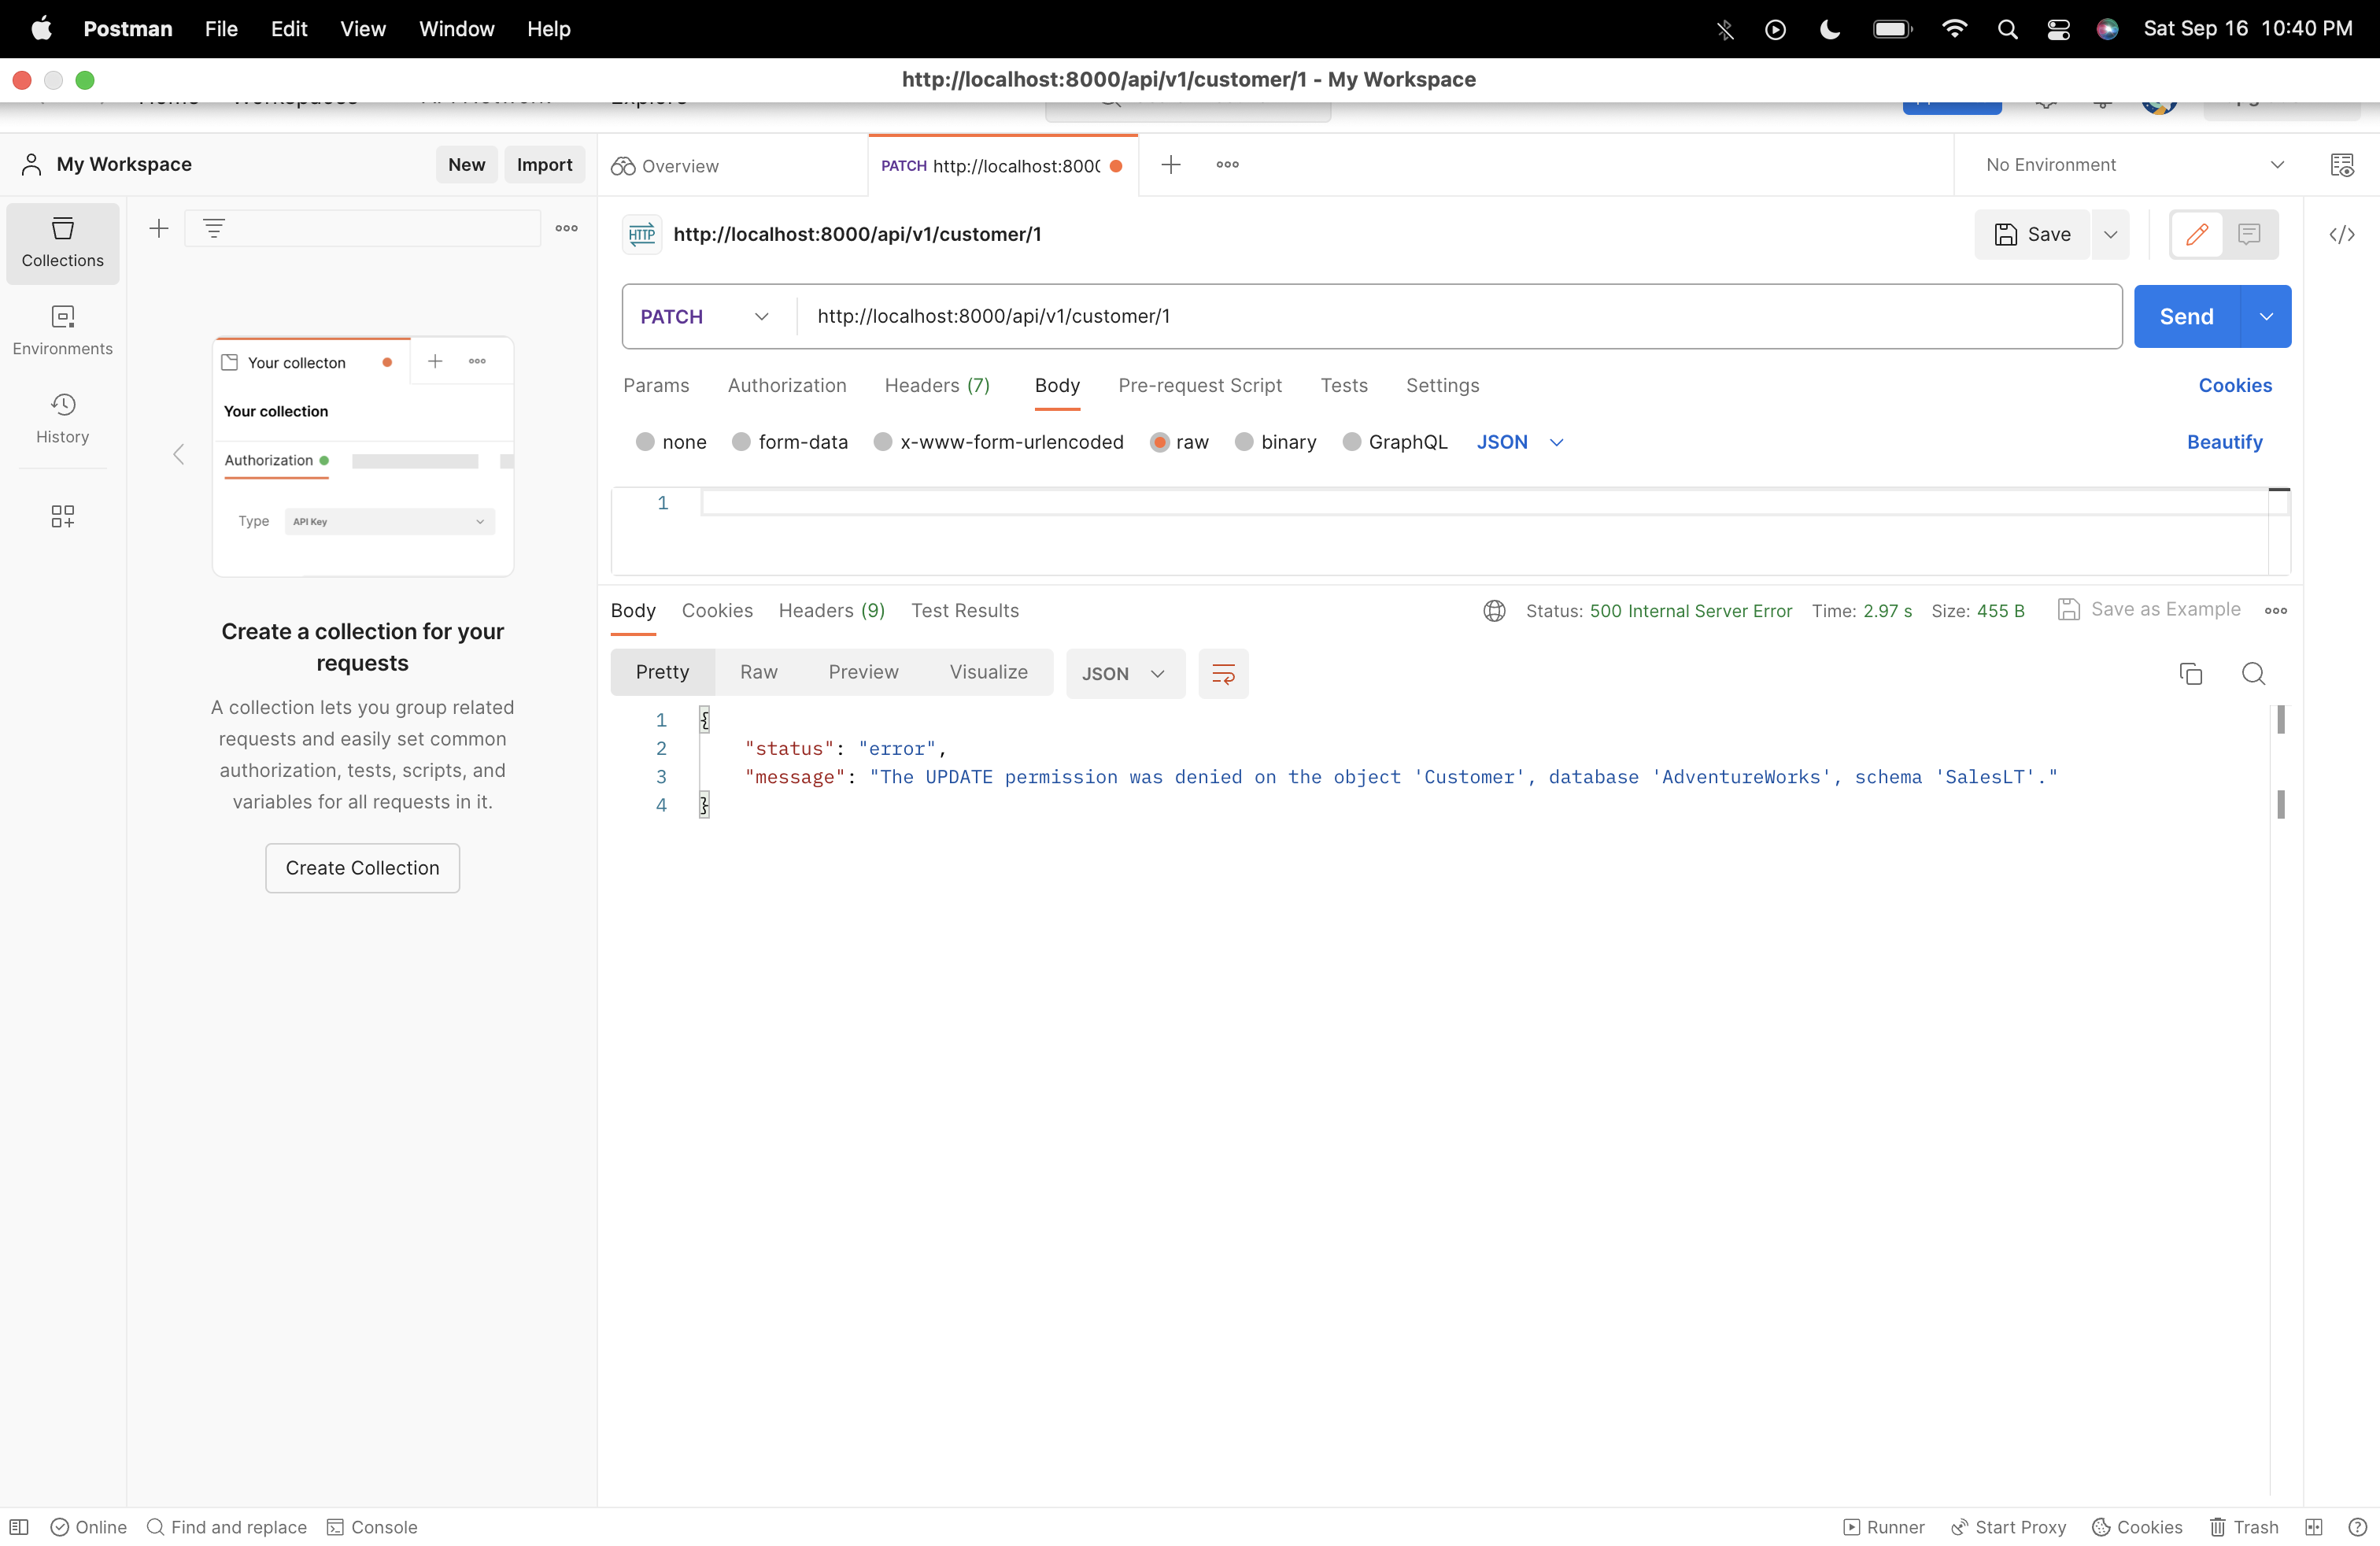 Postman File Edit View Window Help Sat Sep 16 10:40 PM
http://localhost:8000/api/v1/customer/1 - My Workspace
My Workspace New Import Overview PATCH http://localhost:800 No Environment
Collections
Environments
History
Your collecton
Your collection
Authorization
Type API Key
Create a collection for your
requests
A collection lets you group related
requests and easily set common
authorization, tests, scripts, and
variables for all requests in it.
Create Collection
HTTP http://localhost:8000/api/v1/customer/1 Save
PATCH http://localhost:8000/api/v1/customer/1 Send
Params Authorization Headers (7) Body Pre-request Script Tests Settings Cookies
none form-data x-www-form-urlencoded raw binary GraphQL JSON Beautify
1
Body Cookies Headers (9) Test Results Status: 500 Internal Server Error Time: 2.97 s Size: 455 B Save as Example
Pretty Raw Preview Visualize JSON
1 {
2 "status": "error",
3 "message": "The UPDATE permission was denied on the object 'Customer', database 'AdventureWorks', schema 'SalesLT'."
4 }
Online Find and replace Console Runner Start Proxy Cookies Trash